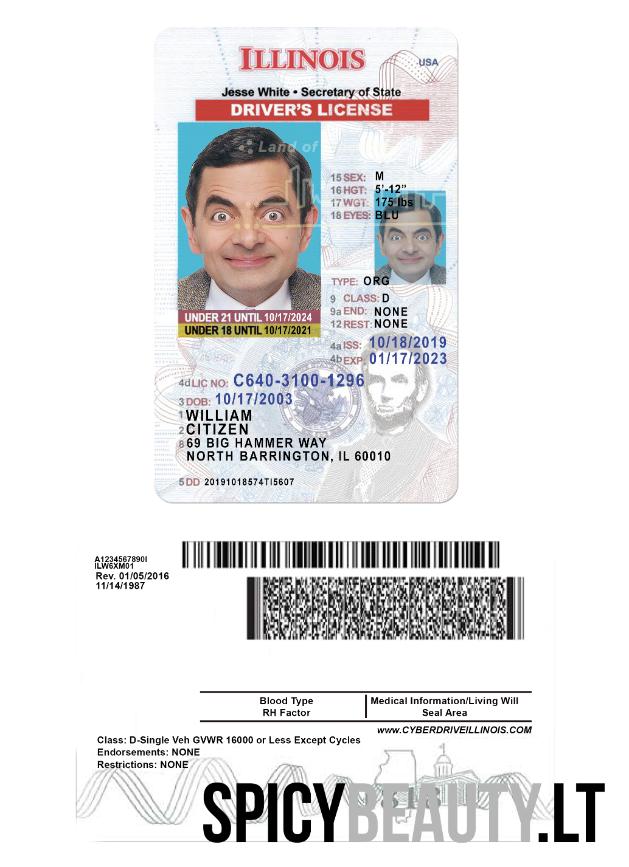 ILLINOIS
USA
Jesse White • Secretary of State
DRIVER'S LICENSE
Land of
15 SEX: M
16 HGT: 5'-12"
17 WGT: 175 lbs
18 EYES: BLU
TYPE: ORG
9 CLASS: D
9a END: NONE
12 REST: NONE
UNDER 21 UNTIL 10/17/2024
UNDER 18 UNTIL 10/17/2021
4a ISS: 10/18/2019
4b EXP: 01/17/2023
4d LIC NO: C640-3100-1296
3 DOB: 10/17/2003
1 WILLIAM
2 CITIZEN
8 69 BIG HAMMER WAY
NORTH BARRINGTON, IL 60010
5 DD 20191018574TI5607
A1234567890I
ILW6XM01
Rev. 01/05/2016
11/14/1987
Blood Type
RH Factor
Medical Information/Living Will
Seal Area
www.CYBERDRIVEILLINOIS.COM
Class: D-Single Veh GVWR 16000 or Less Except Cycles
Endorsements: NONE
Restrictions: NONE
1818
SPICYBEAUTY.LT